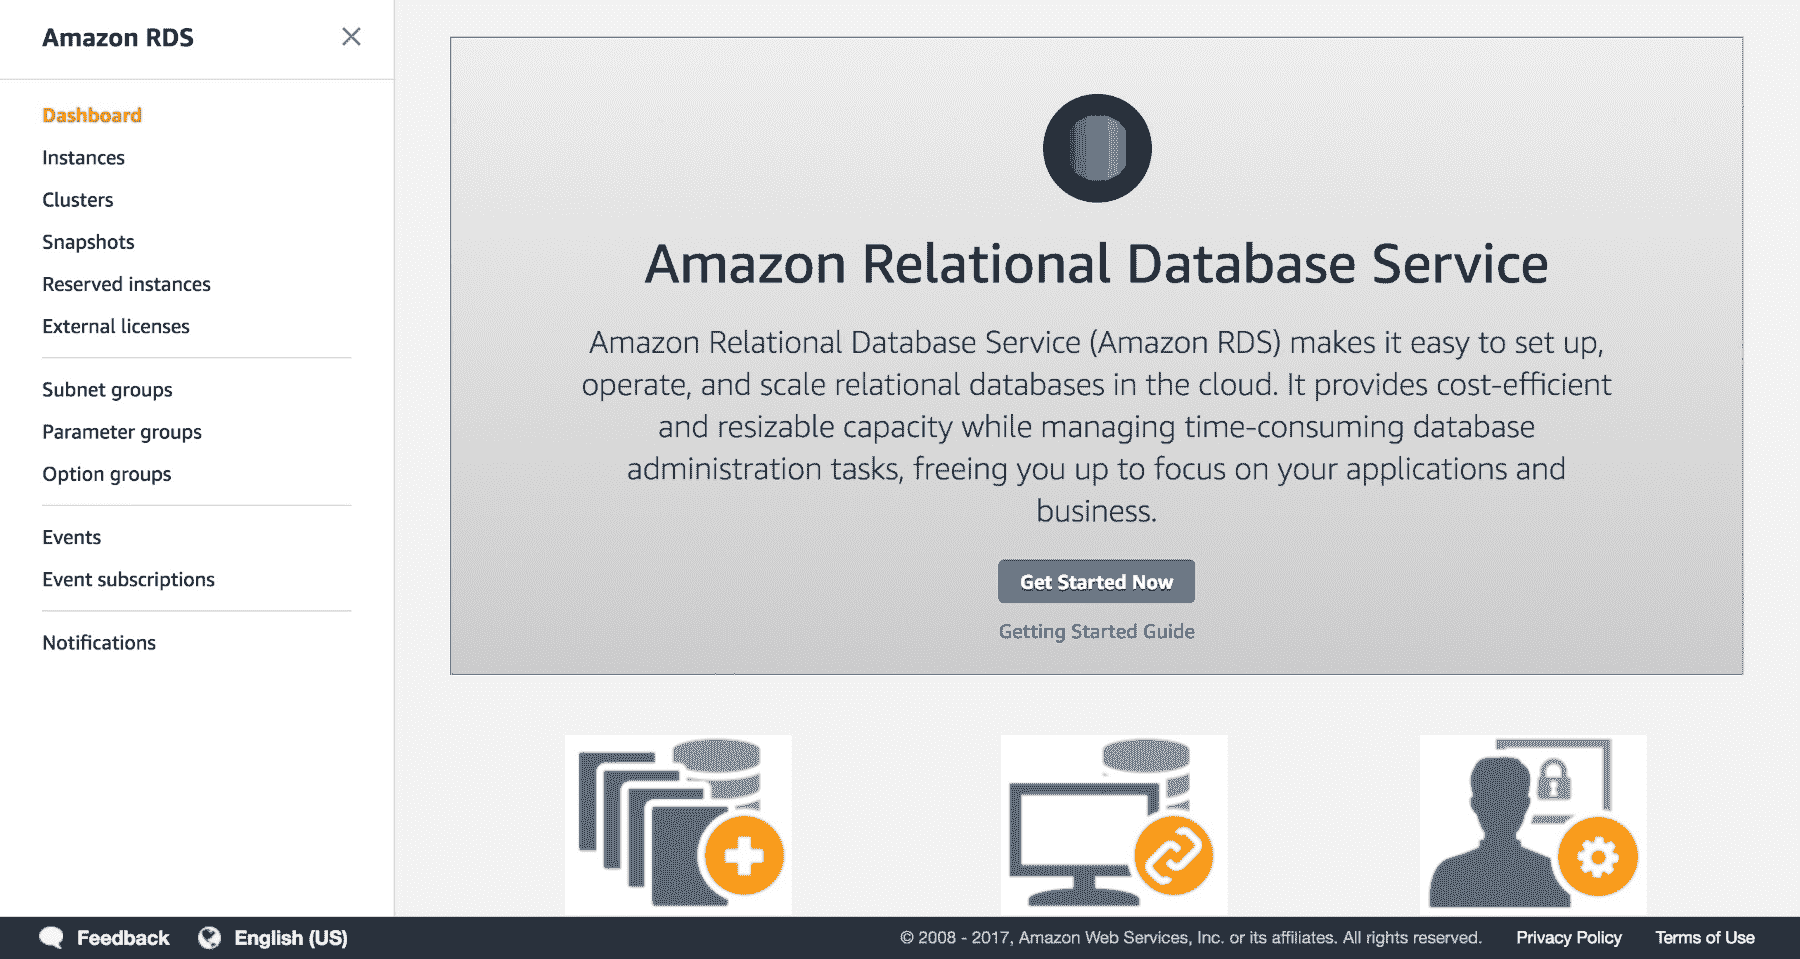 Amazon RDS
Dashboard
Instances
Clusters
Snapshots
Reserved instances
External licenses
Subnet groups
Parameter groups
Option groups
Events
Event subscriptions
Notifications
Amazon Relational Database Service
Amazon Relational Database Service (Amazon RDS) makes it easy to set up,
operate, and scale relational databases in the cloud. It provides cost-efficient
and resizable capacity while managing time-consuming database
administration tasks, freeing you up to focus on your applications and
business.
Get Started Now
Getting Started Guide
Feedback
English (US)
© 2008 - 2017, Amazon Web Services, Inc. or its affiliates. All rights reserved.
Privacy Policy
Terms of Use